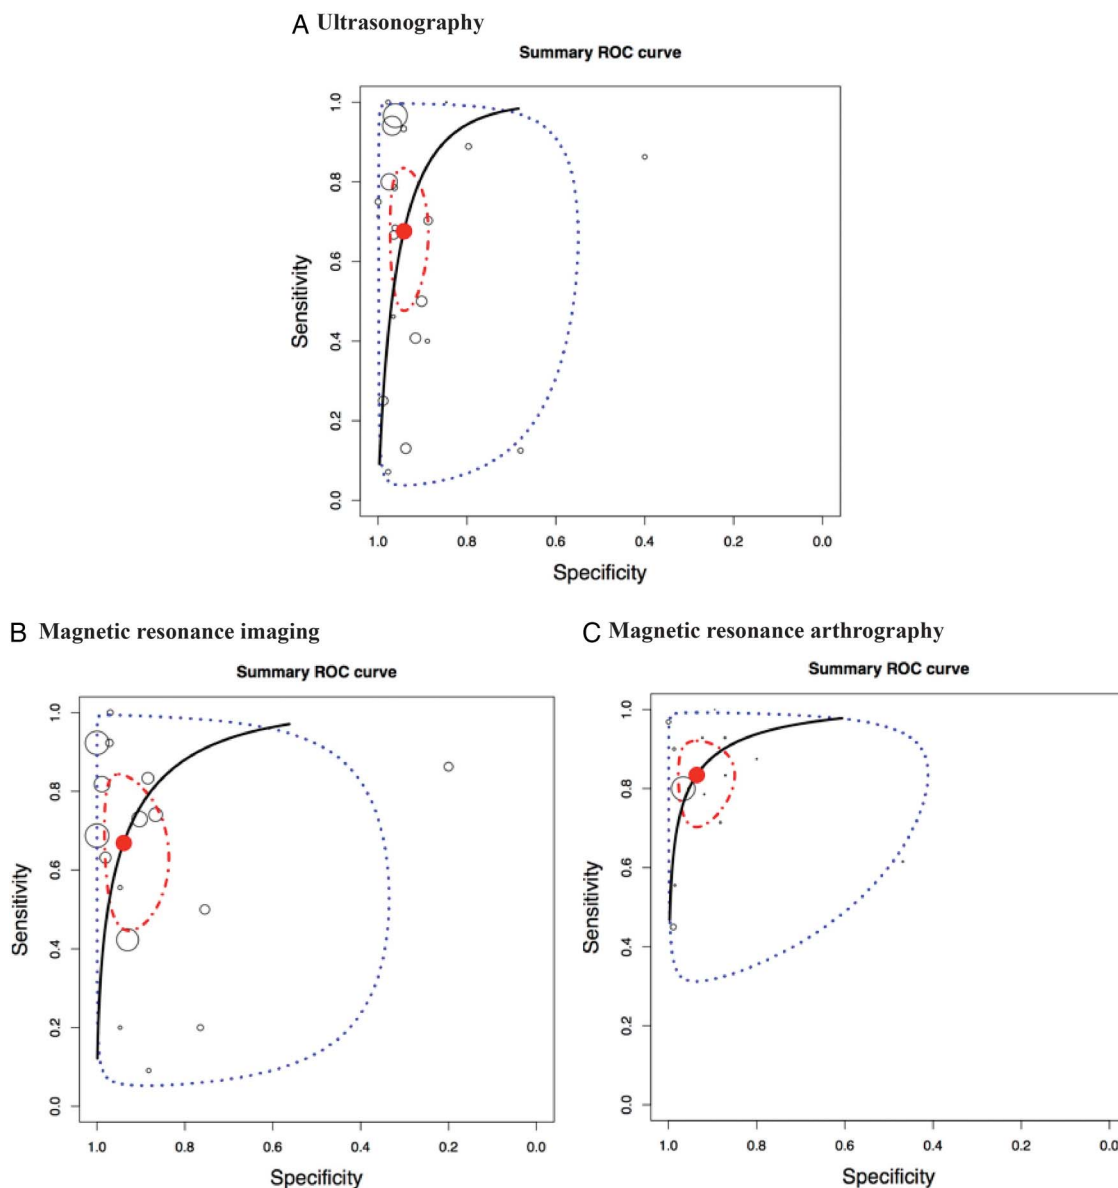 A Ultrasonography
Summary ROC curve
Sensitivity
1.0
0.8
0.6
0.4
0.2
0.0
1.0 0.8 0.6 0.4 0.2 0.0
Specificity
B Magnetic resonance imaging
Summary ROC curve
Sensitivity
1.0
0.8
0.6
0.4
0.2
0.0
1.0 0.8 0.6 0.4 0.2 0.0
Specificity
C Magnetic resonance arthrography
Summary ROC curve
Sensitivity
1.0
0.8
0.6
0.4
0.2
0.0
1.0 0.8 0.6 0.4 0.2 0.0
Specificity